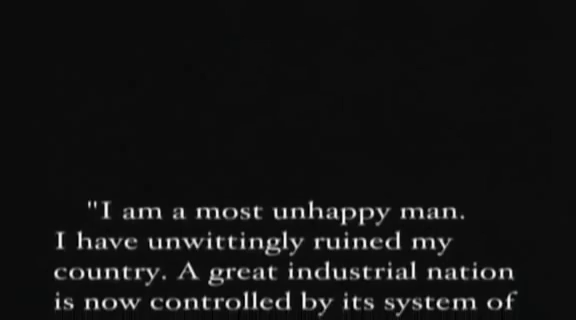 "I am a most unhappy man.
I have unwittingly ruined my
country. A great industrial nation
is now controlled by its system of